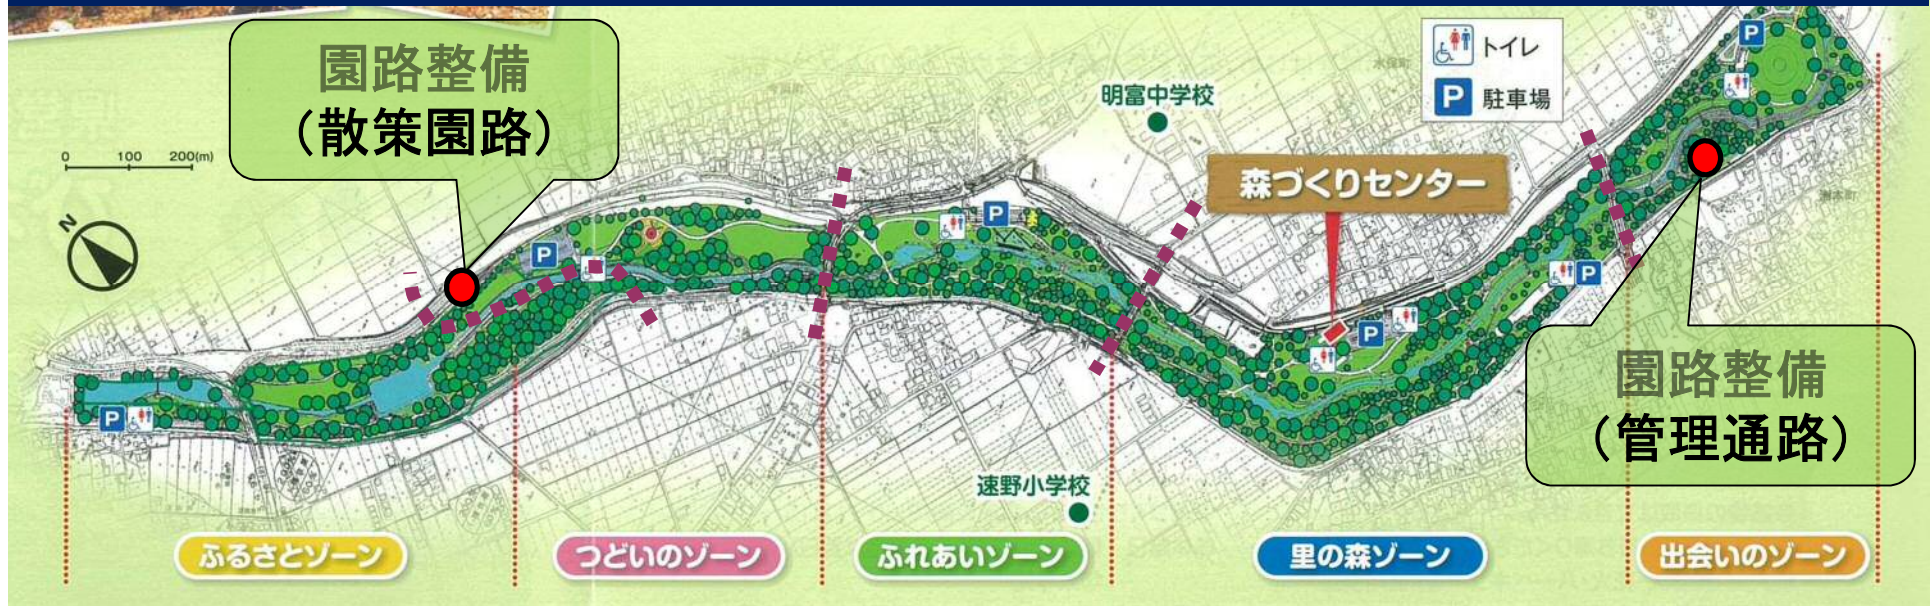 園路整備
(散策園路)
0 100 200(m)
N
明富中学校
トイレ
P 駐車場
P
森づくりセンター
P
P
P
P
P
園路整備
(管理通路)
速野小学校
ふるさとゾーン
つどいのゾーン
ふれあいゾーン
里の森ゾーン
出会いのゾーン